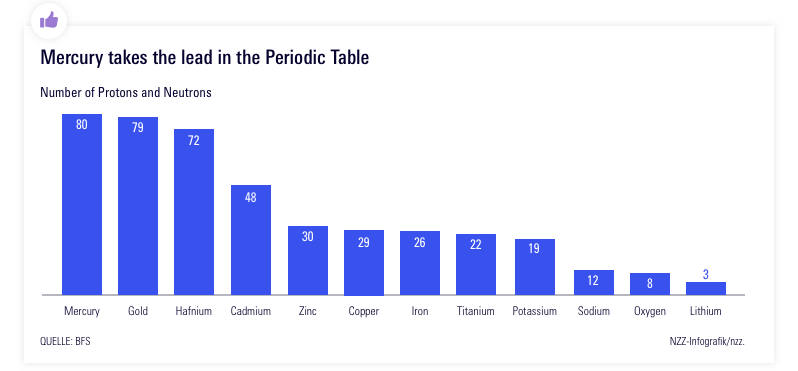 Mercury takes the lead in the Periodic Table
Number of Protons and Neutrons
80 79 72 48 30 29 26 22 19 12 8 3
Mercury Gold Hafnium Cadmium Zinc Copper Iron Titanium Potassium Sodium Oxygen Lithium
QUELLE: BFS NZZ-Infografik/nzz.